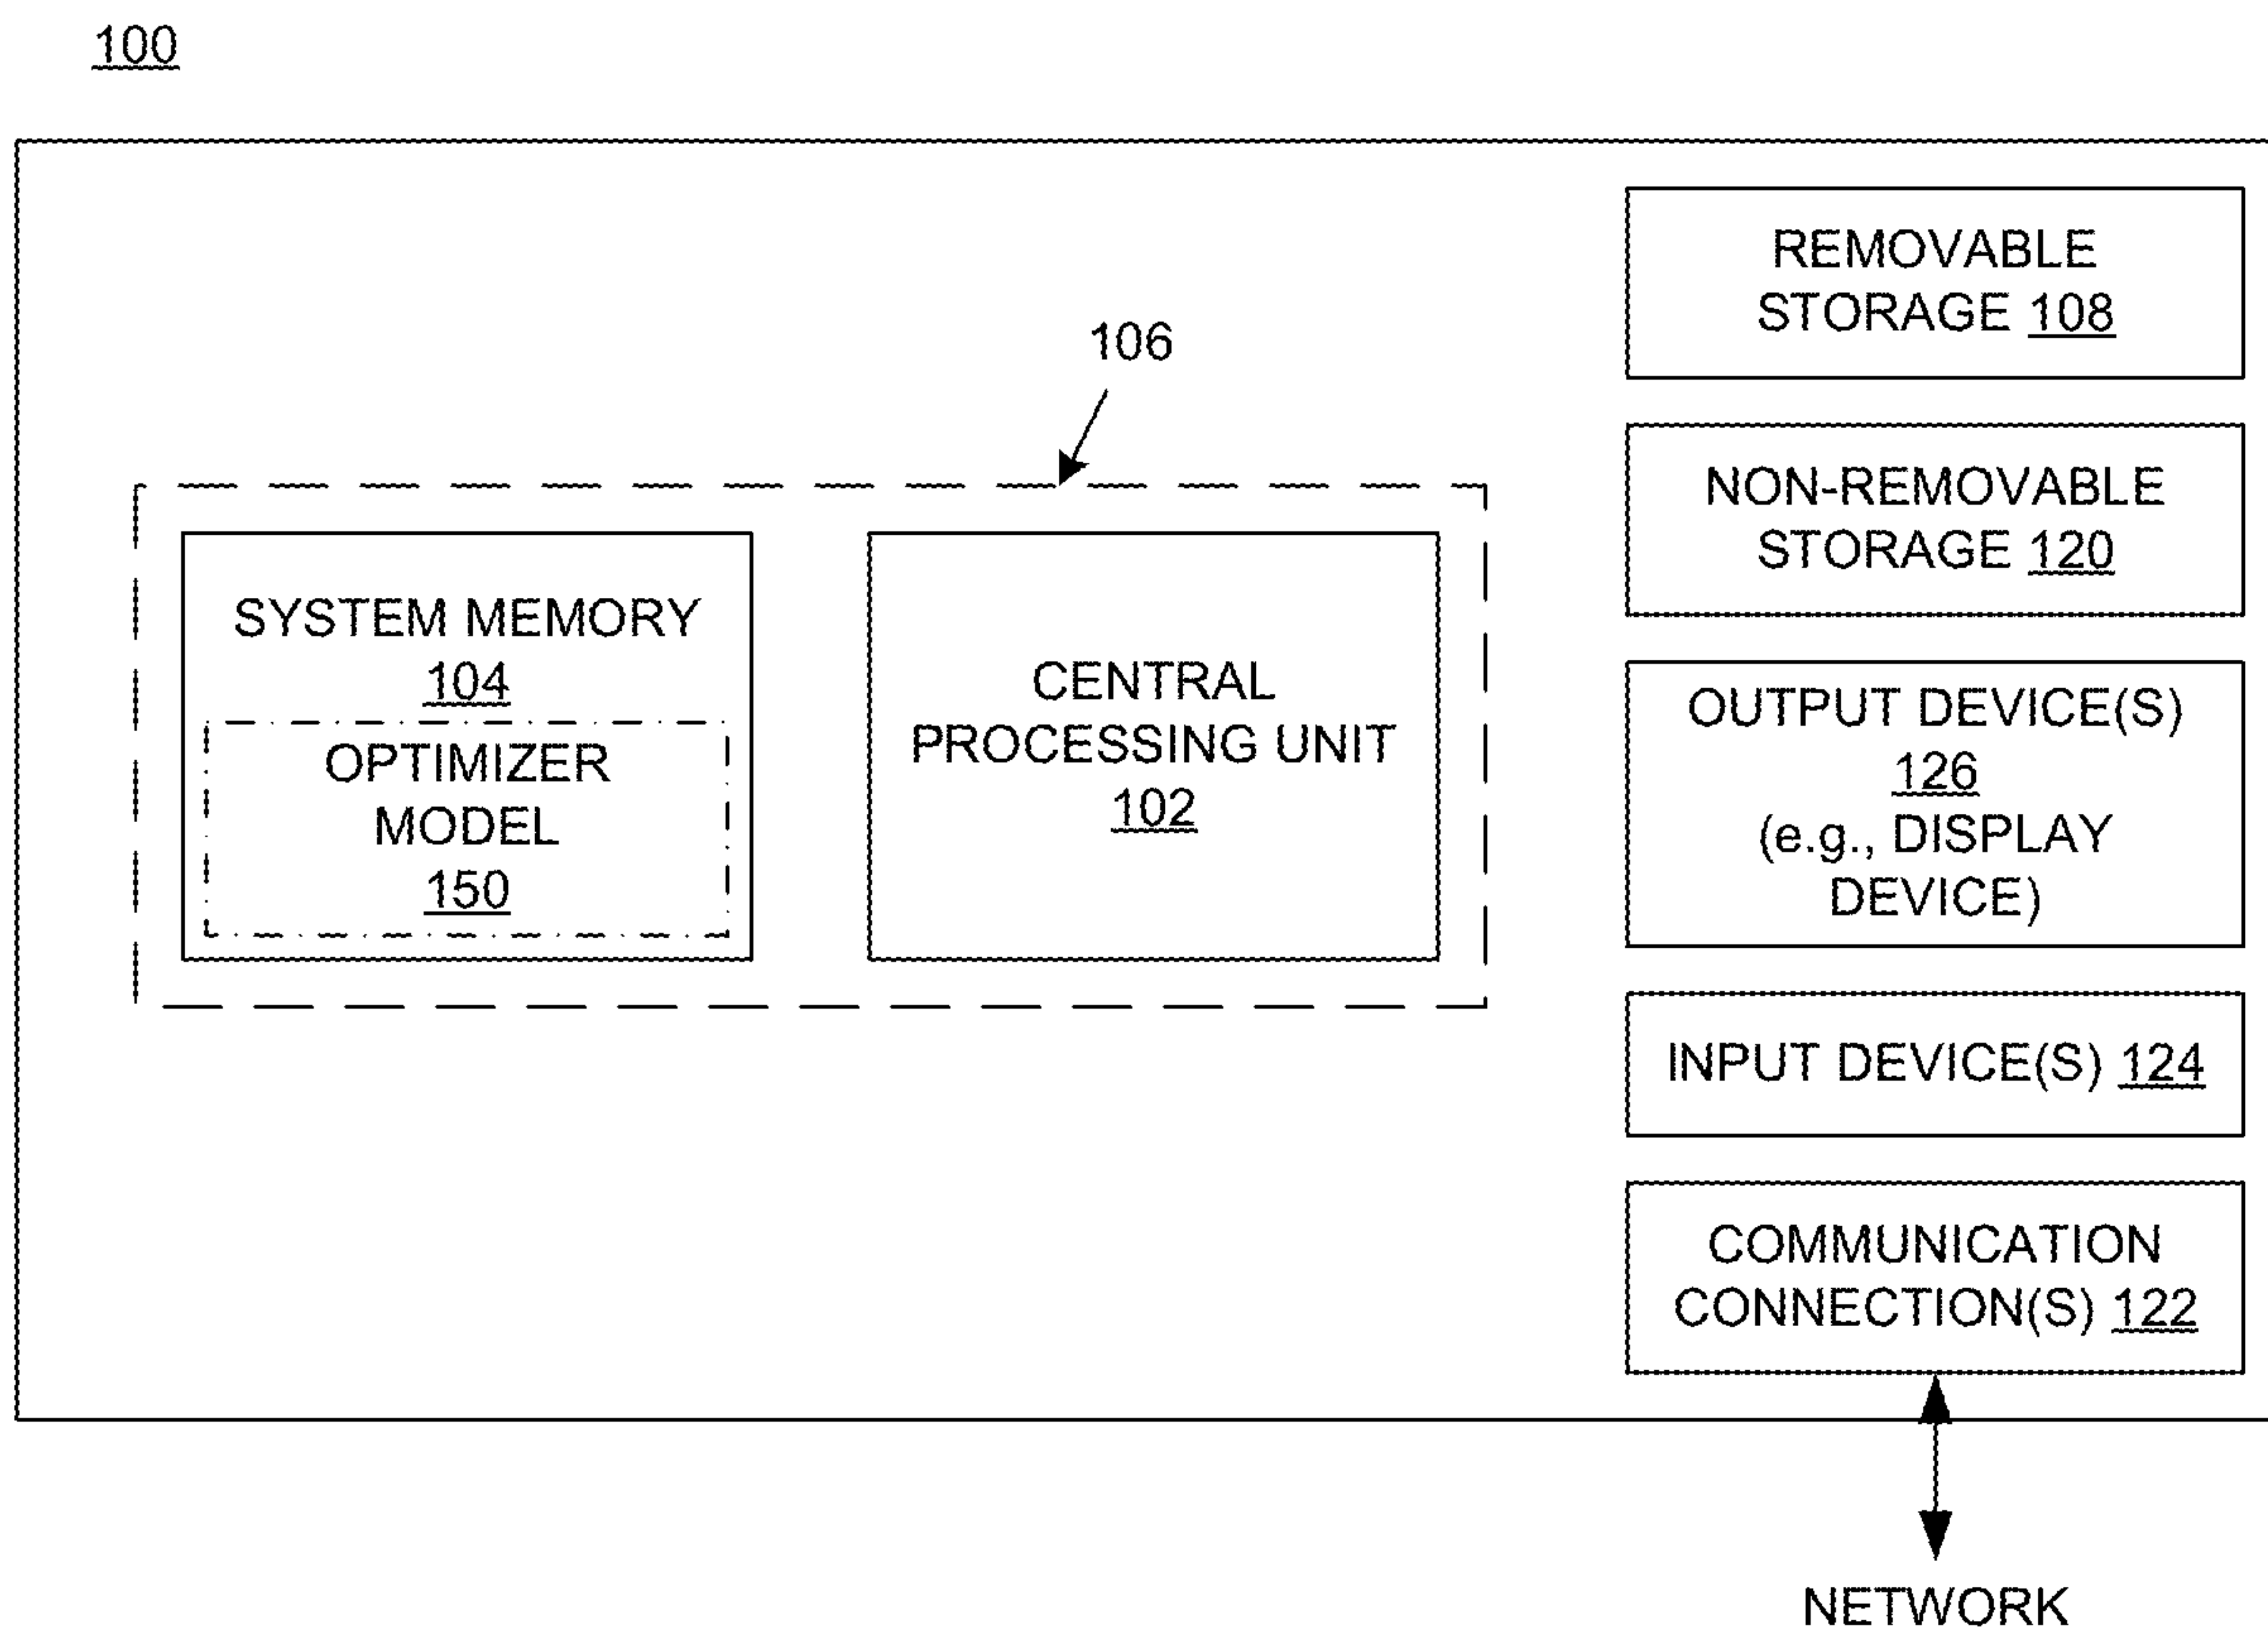 100
106
SYSTEM MEMORY
104
OPTIMIZER
MODEL
150
CENTRAL
PROCESSING UNIT
102
REMOVABLE
STORAGE 108
NON-REMOVABLE
STORAGE 120
OUTPUT DEVICE(S)
126
(e.g., DISPLAY
DEVICE)
INPUT DEVICE(S) 124
COMMUNICATION
CONNECTION(S) 122
NETWORK